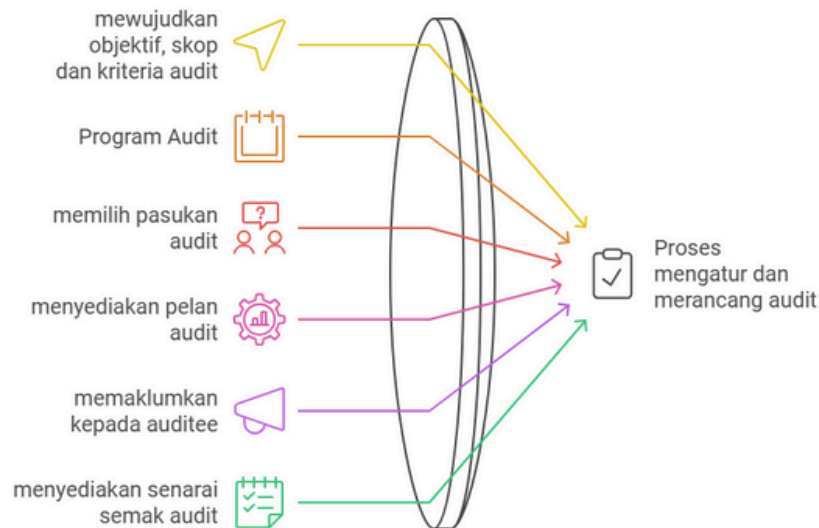 mewujudkan
objektif, skop
dan kriteria audit
Program Audit
memilih pasukan
audit
?
menyediakan pelan
audit
memaklumkan
kepada auditee
menyediakan senarai
semak audit
Proses
mengatur dan
merancang audit